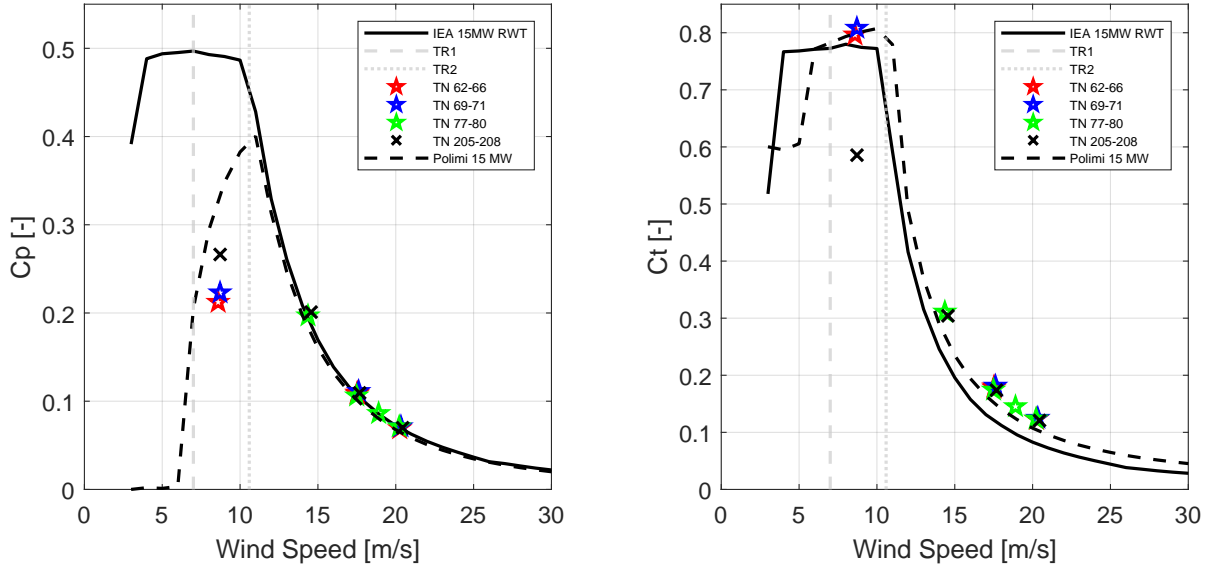 0.5
0.4
0.3
0.2
0.1
0
Cp [-]
0 5 10 15 20 25 30
Wind Speed [m/s]
IEA 15MW RWT
TR1
TR2
TN 62-66
TN 69-71
TN 77-80
TN 205-208
Polimi 15 MW
0.8
0.7
0.6
0.5
0.4
0.3
0.2
0.1
0
Ct [-]
0 5 10 15 20 25 30
Wind Speed [m/s]
IEA 15MW RWT
TR1
TR2
TN 62-66
TN 69-71
TN 77-80
TN 205-208
Polimi 15 MW